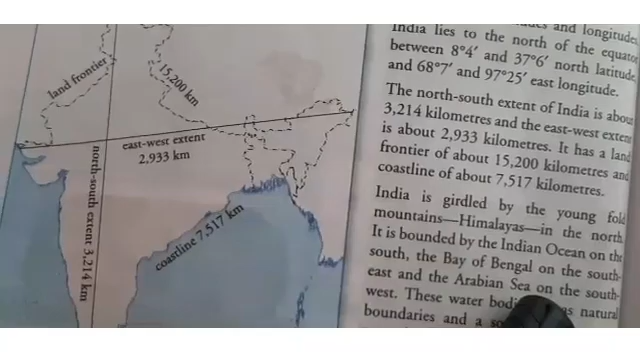 land frontier
15,200 km
east-west extent
2,933 km
north-south extent 3,214 km
coastline 7,517 km
and longitudes
India lies to the north of the equator
between 8°4′ and 37°6′ north latitude
and 68°7′ and 97°25′ east longitude.
The north-south extent of India is about
3,214 kilometres and the east-west extent
is about 2,933 kilometres. It has a land
frontier of about 15,200 kilometres and
coastline of about 7,517 kilometres.
India is girdled by the young fold
mountains—Himalayas—in the north.
It is bounded by the Indian Ocean on the
south, the Bay of Bengal on the south-
east and the Arabian Sea on the south-
west. These water natural
boundaries and a